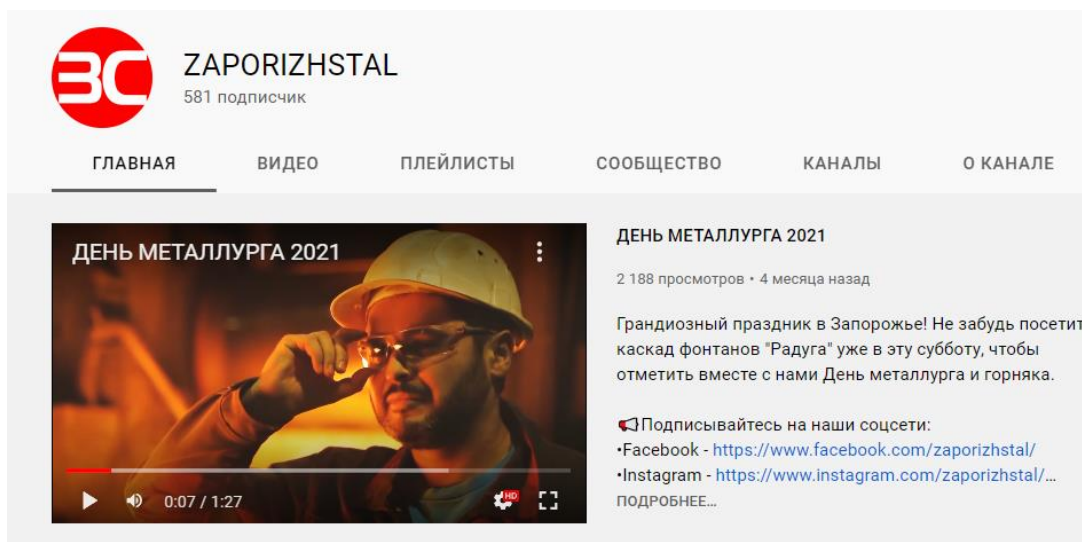 ЗС
ZAPORIZHSTAL
581 подписчик
ГЛАВНАЯ ВИДЕО ПЛЕЙЛИСТЫ СООБЩЕСТВО КАНАЛЫ О КАНАЛЕ
ДЕНЬ МЕТАЛЛУРГА 2021
0:07 / 1:27
HD
ДЕНЬ МЕТАЛЛУРГА 2021
2 188 просмотров • 4 месяца назад
Грандиозный праздник в Запорожье! Не забудь посетит
каскад фонтанов "Радуга" уже в эту субботу, чтобы
отметить вместе с нами День металлурга и горняка.
Подписывайтесь на наши соцсети:
•Facebook - https://www.facebook.com/zaporizhstal/
•Instagram - https://www.instagram.com/zaporizhstal/...
ПОДРОБНЕЕ...